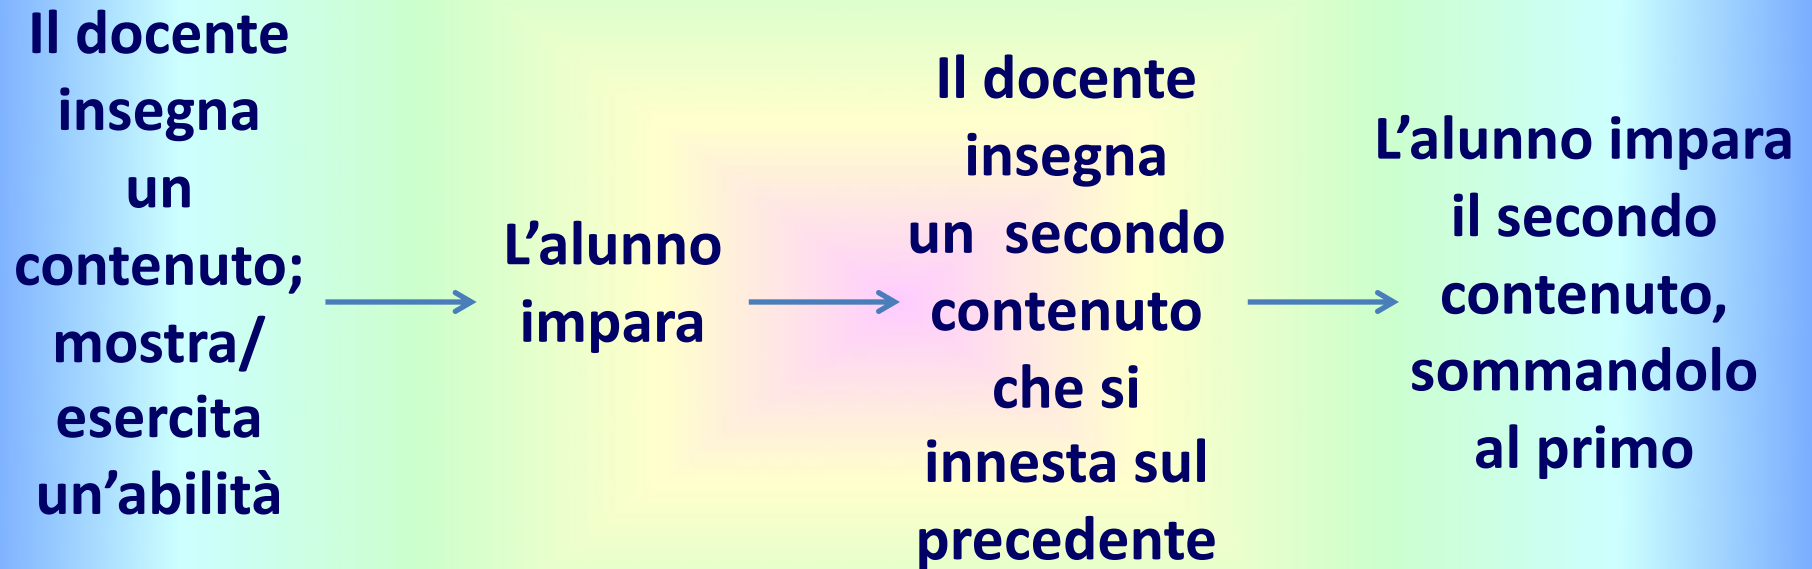 Il docente
insegna
un
contenuto;
mostra/
esercita
un’abilità
L’alunno
impara
Il docente
insegna
un  secondo
contenuto
che si
innesta sul
precedente
L’alunno impara
il secondo
contenuto,
sommandolo
al primo